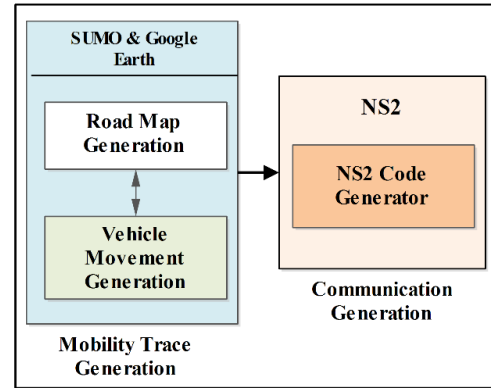 SUMO & Google
Earth
Road Map
Generation
Vehicle
Movement
Generation
Mobility Trace
Generation
NS2
NS2 Code
Generator
Communication
Generation